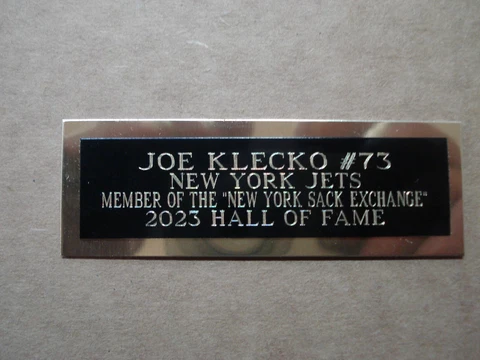 JOE KLECKO #73
NEW YORK JETS
MEMBER OF THE "NEW YORK SACK EXCHANGE"
2023 HALL OF FAME